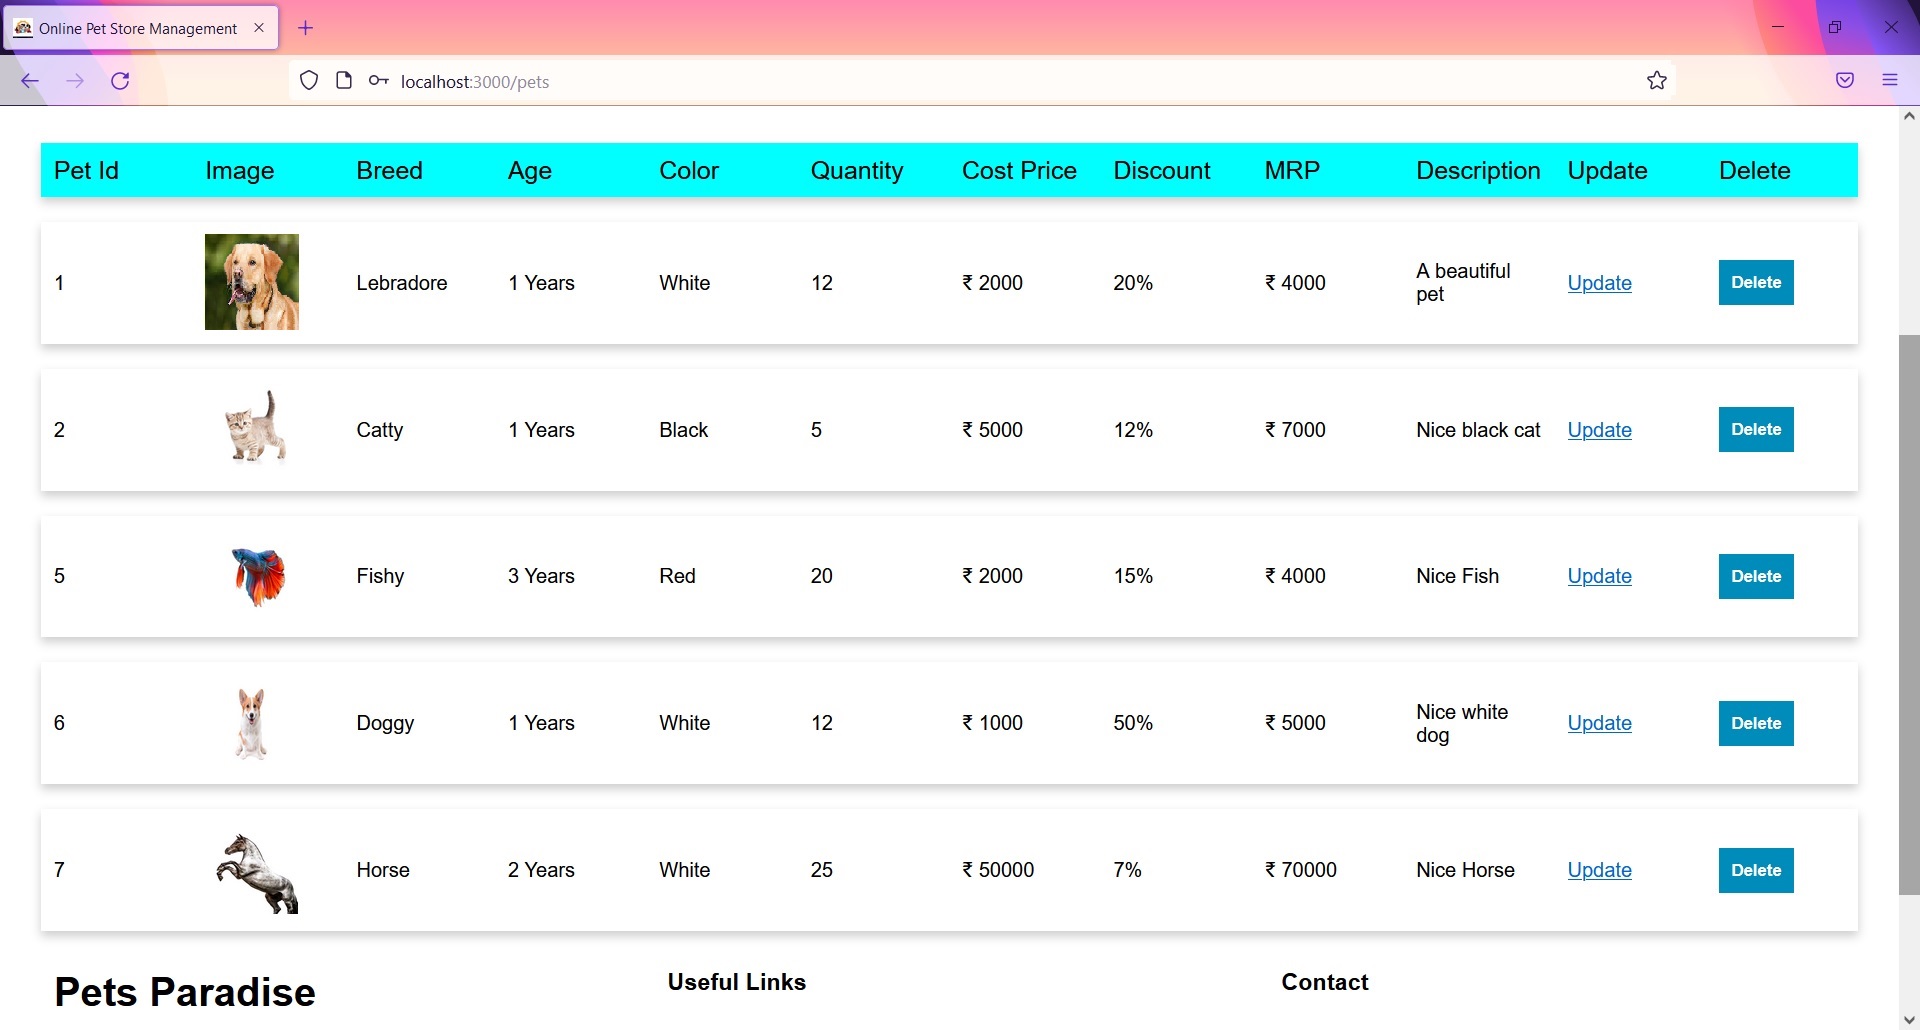 Online Pet Store Management
localhost:3000/pets
Pet Id Image Breed Age Color Quantity Cost Price Discount MRP Description Update Delete
1 Lebradore 1 Years White 12 ₹ 2000 20% ₹ 4000 A beautiful pet Update Delete
2 Catty 1 Years Black 5 ₹ 5000 12% ₹ 7000 Nice black cat Update Delete
5 Fishy 3 Years Red 20 ₹ 2000 15% ₹ 4000 Nice Fish Update Delete
6 Doggy 1 Years White 12 ₹ 1000 50% ₹ 5000 Nice white dog Update Delete
7 Horse 2 Years White 25 ₹ 50000 7% ₹ 70000 Nice Horse Update Delete
Pets Paradise Useful Links Contact